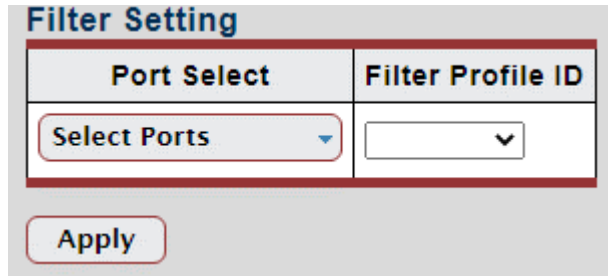 Filter Setting
Port Select Filter Profile ID
Select Ports
Apply